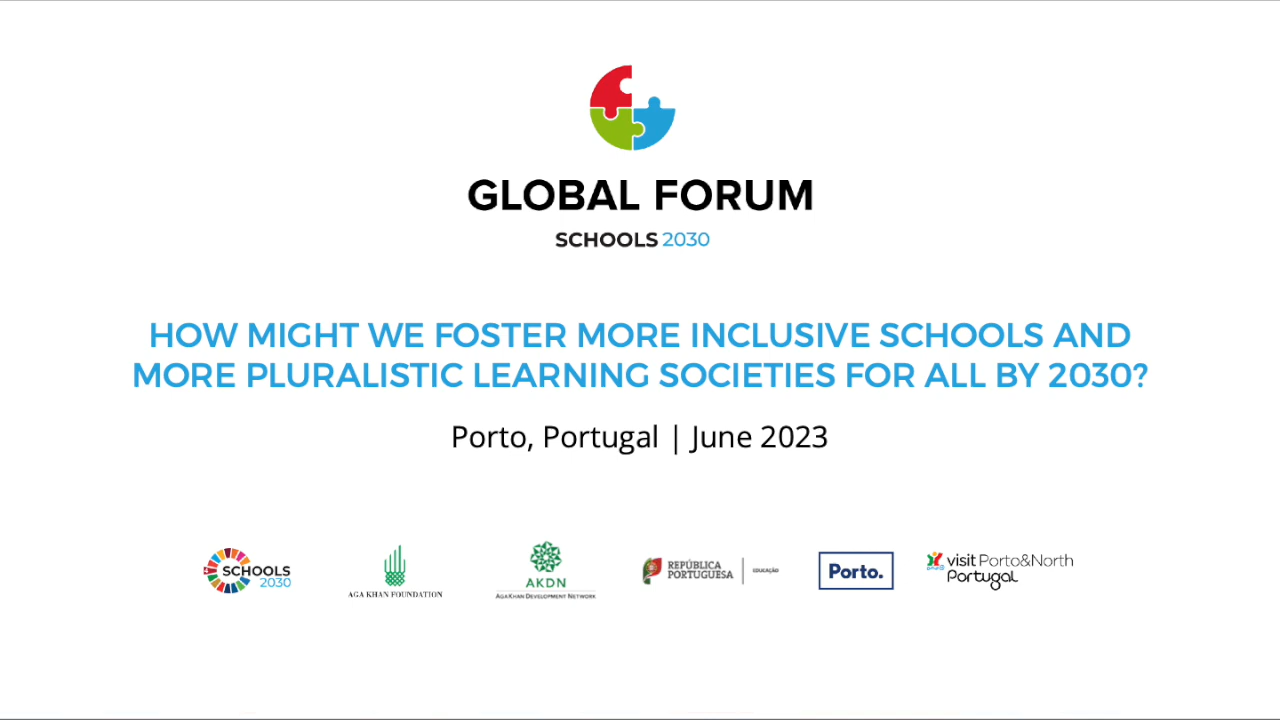 GLOBAL FORUM
SCHOOLS 2030
HOW MIGHT WE FOSTER MORE INCLUSIVE SCHOOLS AND
MORE PLURALISTIC LEARNING SOCIETIES FOR ALL BY 2030?
Porto, Portugal | June 2023
SCHOOLS
2030
AGA KHAN FOUNDATION
AKDN
AGA KHAN DEVELOPMENT NETWORK
REPÚBLICA
PORTUGUESA
EDUCAÇÃO
Porto.
visit Porto&North
Portugal